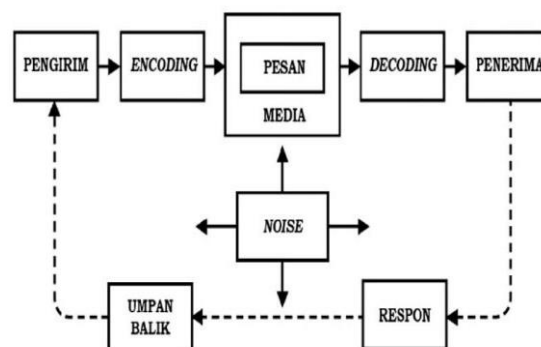 PENGIRIM
ENCODING
PESAN
MEDIA
DECODING
PENERIMA
NOISE
UMPAN
BALIK
RESPON